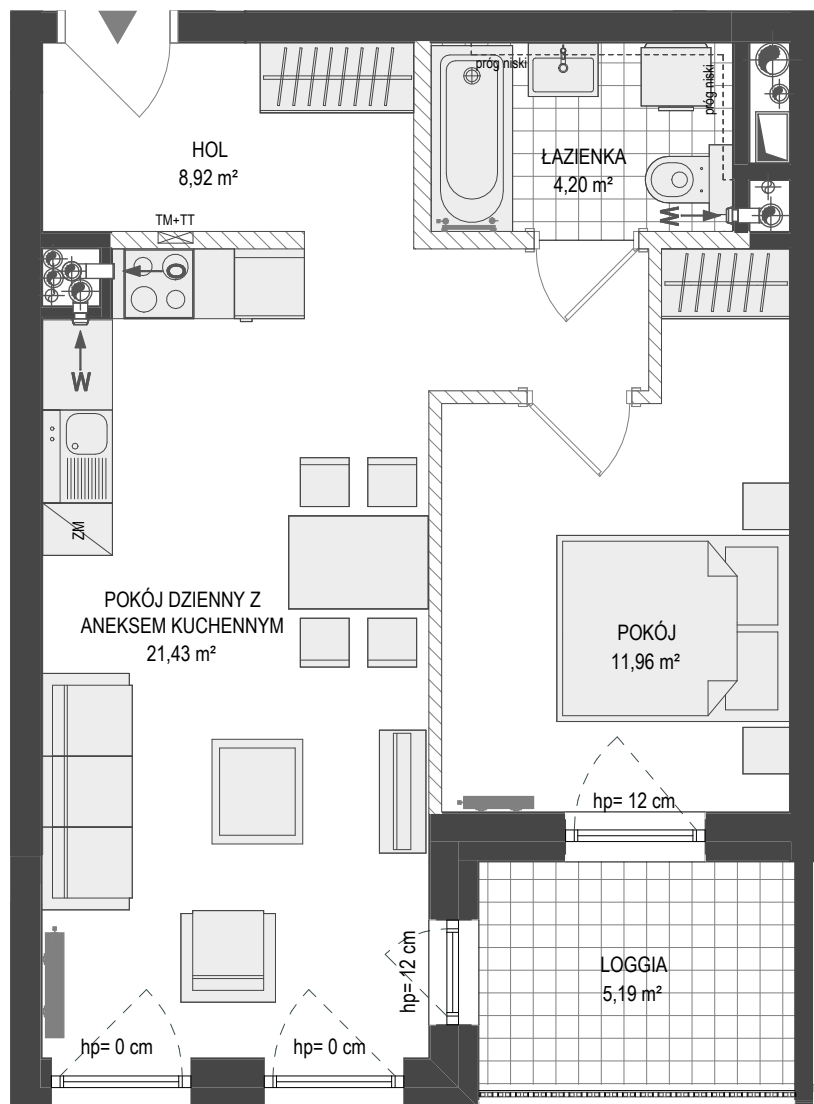 próg niski
próg niski
HOL
8,92 m²
ŁAZIENKA
4,20 m²
TM+TT
W
O
W
ZM
POKÓJ DZIENNY Z
ANEKSEM KUCHENNYM
21,43 m²
POKÓJ
11,96 m²
hp= 12 cm
hp= 12 cm
LOGGIA
5,19 m²
hp= 0 cm
hp= 0 cm